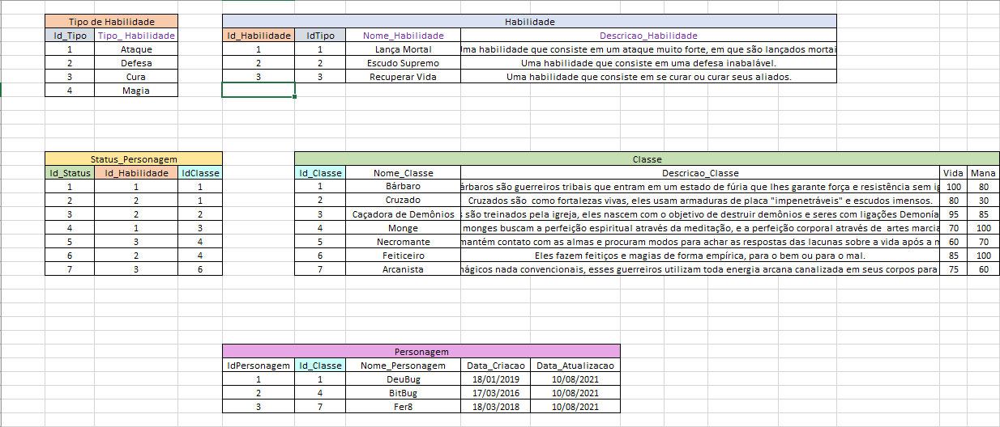 Tipo de Habilidade
Id_Tipo Tipo_ Habilidade
1 Ataque
2 Defesa
3 Cura
4 Magia
Habilidade
Id_Habilidade IdTipo Nome_Habilidade Descricao_Habilidade
1 1 Lança Mortal uma habilidade que consiste em um ataque muito forte, em que são lançados mortai
2 2 Escudo Supremo Uma habilidade que consiste em uma defesa inabalável.
3 3 Recuperar Vida Uma habilidade que consiste em se curar ou curar seus aliados.
Status_Personagem
Id_Status Id_Habilidade IdClasse
1 1 1
2 2 1
3 2 2
4 1 3
5 3 4
6 2 4
7 3 6
Classe
Id_Classe Nome_Classe Descricao_Classe Vida Mana
1 Bárbaro árbaros são guerreiros tribais que entram em um estado de fúria que lhes garante força e resistência sem ig 100 80
2 Cruzado Cruzados são como fortalezas vivas, eles usam armaduras de placa "impenetráveis" e escudos imensos. 80 30
3 Caçadora de Demônios s são treinados pela igreja, eles nascem com o objetivo de destruir demônios e seres com ligações Demonía 95 85
4 Monge monges buscam a perfeição espiritual através da meditação, e a perfeição corporal através de artes marcia 70 100
5 Necromante mantém contato com as almas e procuram modos para achar as respostas das lacunas sobre a vida após a m 60 70
6 Feiticeiro Eles fazem feitiços e magias de forma empírica, para o bem ou para o mal. 85 100
7 Arcanista mágicos nada convencionais, esses guerreiros utilizam toda energia arcana canalizada em seus corpos para 75 60
Personagem
IdPersonagem Id_Classe Nome_Personagem Data_Criacao Data_Atualizacao
1 1 DeuBug 18/01/2019 10/08/2021
2 4 BitBug 17/03/2016 10/08/2021
3 7 Fer8 18/03/2018 10/08/2021